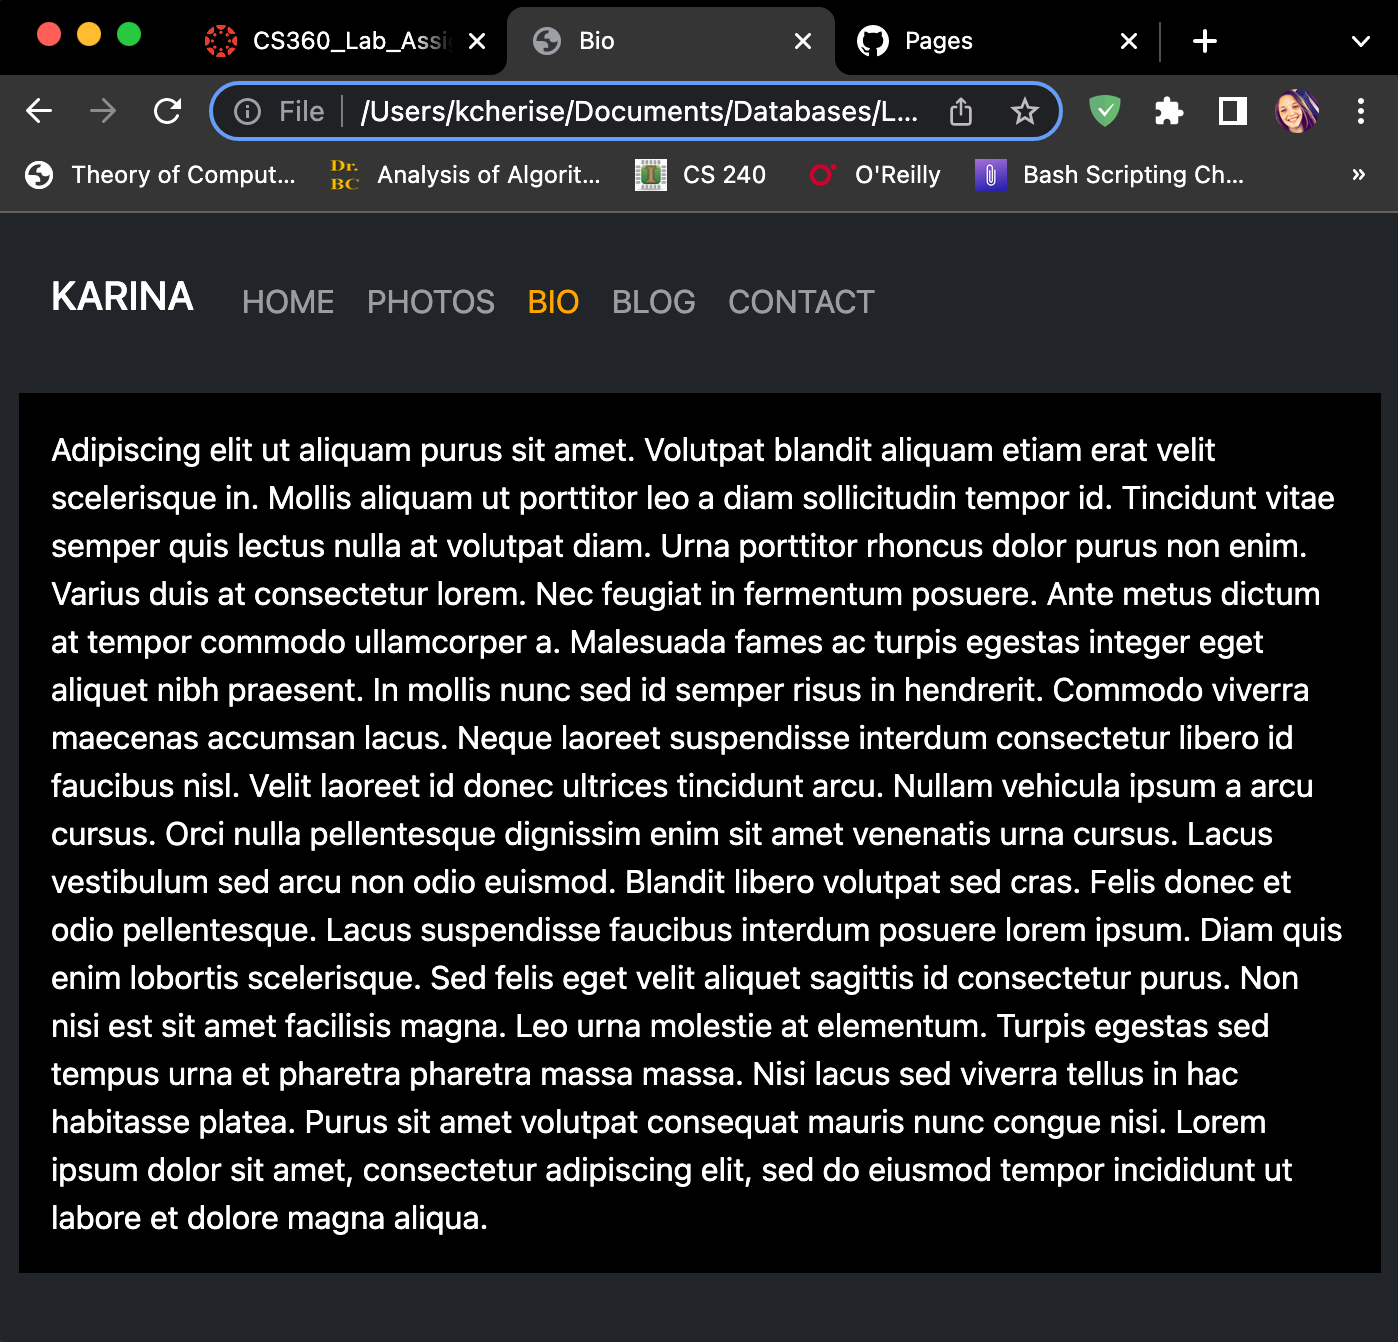 CS360_Lab_Assi
Bio
Pages
File
/Users/kcherise/Documents/Databases/L...
Theory of Comput...
Dr. BC
Analysis of Algorit...
CS 240
O'Reilly
Bash Scripting Ch...
»
KARINA HOME PHOTOS BIO BLOG CONTACT
Adipiscing elit ut aliquam purus sit amet. Volutpat blandit aliquam etiam erat velit
scelerisque in. Mollis aliquam ut porttitor leo a diam sollicitudin tempor id. Tincidunt vitae
semper quis lectus nulla at volutpat diam. Urna porttitor rhoncus dolor purus non enim.
Varius duis at consectetur lorem. Nec feugiat in fermentum posuere. Ante metus dictum
at tempor commodo ullamcorper a. Malesuada fames ac turpis egestas integer eget
aliquet nibh praesent. In mollis nunc sed id semper risus in hendrerit. Commodo viverra
maecenas accumsan lacus. Neque laoreet suspendisse interdum consectetur libero id
faucibus nisl. Velit laoreet id donec ultrices tincidunt arcu. Nullam vehicula ipsum a arcu
cursus. Orci nulla pellentesque dignissim enim sit amet venenatis urna cursus. Lacus
vestibulum sed arcu non odio euismod. Blandit libero volutpat sed cras. Felis donec et
odio pellentesque. Lacus suspendisse faucibus interdum posuere lorem ipsum. Diam quis
enim lobortis scelerisque. Sed felis eget velit aliquet sagittis id consectetur purus. Non
nisi est sit amet facilisis magna. Leo urna molestie at elementum. Turpis egestas sed
tempus urna et pharetra pharetra massa massa. Nisi lacus sed viverra tellus in hac
habitasse platea. Purus sit amet volutpat consequat mauris nunc congue nisi. Lorem
ipsum dolor sit amet, consectetur adipiscing elit, sed do eiusmod tempor incididunt ut
labore et dolore magna aliqua.